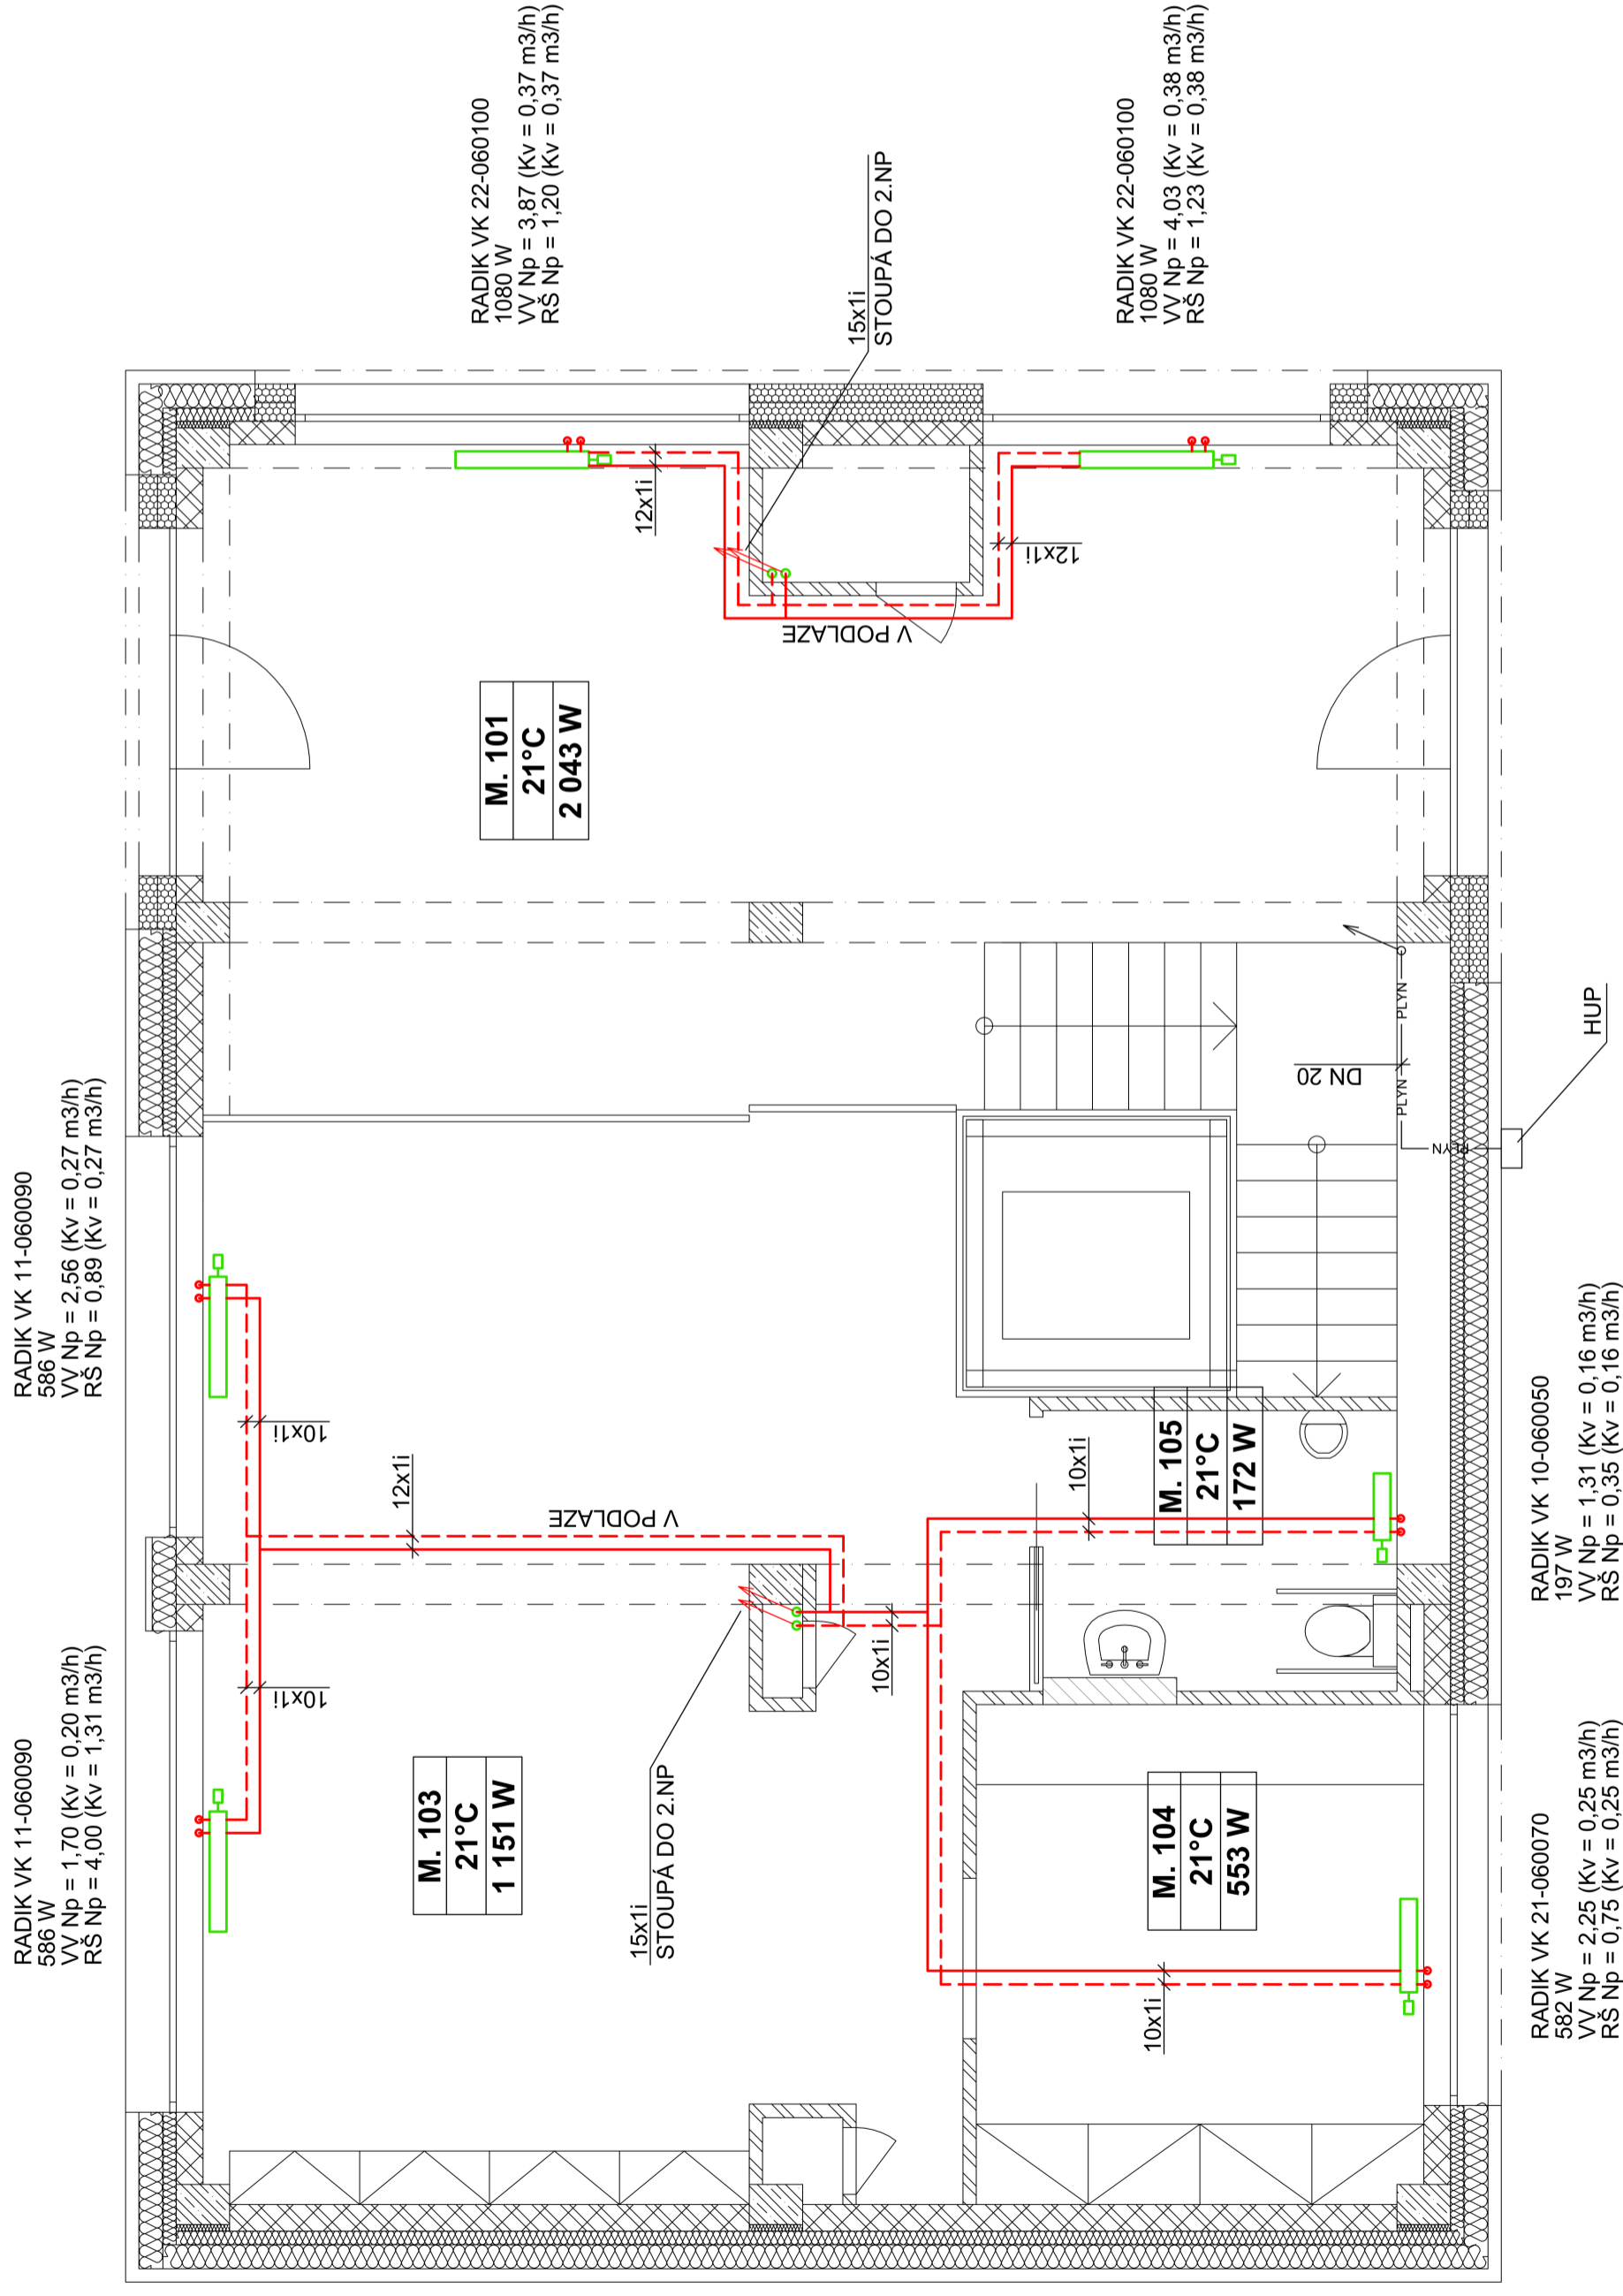 RADIK VK 11-060090
586 W
VV Np = 1,70 (Kv = 0,20 m3/h)
RŠ Np = 4,00 (Kv = 1,31 m3/h)
RADIK VK 11-060090
586 W
VV Np = 2,56 (Kv = 0,27 m3/h)
RŠ Np = 0,89 (Kv = 0,27 m3/h)
RADIK VK 22-060100
1080 W
VV Np = 3,87 (Kv = 0,37 m3/h)
RŠ Np = 1,20 (Kv = 0,37 m3/h)
10x1i
10x1i
12x1i
V PODLAZE
M. 103
21°C
1 151 W
M. 101
21°C
2 043 W
12x1i
15x1i
STOUPÁ DO 2.NP
15x1i
STOUPÁ DO 2.NP
V PODLAZE
10x1i
12x1i
10x1i
10x1i
M. 104
21°C
553 W
M. 105
21°C
172 W
DN 20
PLYN
PLYN
PLYN
HUP
RADIK VK 22-060100
1080 W
VV Np = 4,03 (Kv = 0,38 m3/h)
RŠ Np = 1,23 (Kv = 0,38 m3/h)
RADIK VK 21-060070
582 W
VV Np = 2,25 (Kv = 0,25 m3/h)
RŠ Np = 0,75 (Kv = 0,25 m3/h)
RADIK VK 10-060050
197 W
VV Np = 1,31 (Kv = 0,16 m3/h)
RŠ Np = 0,35 (Kv = 0,16 m3/h)